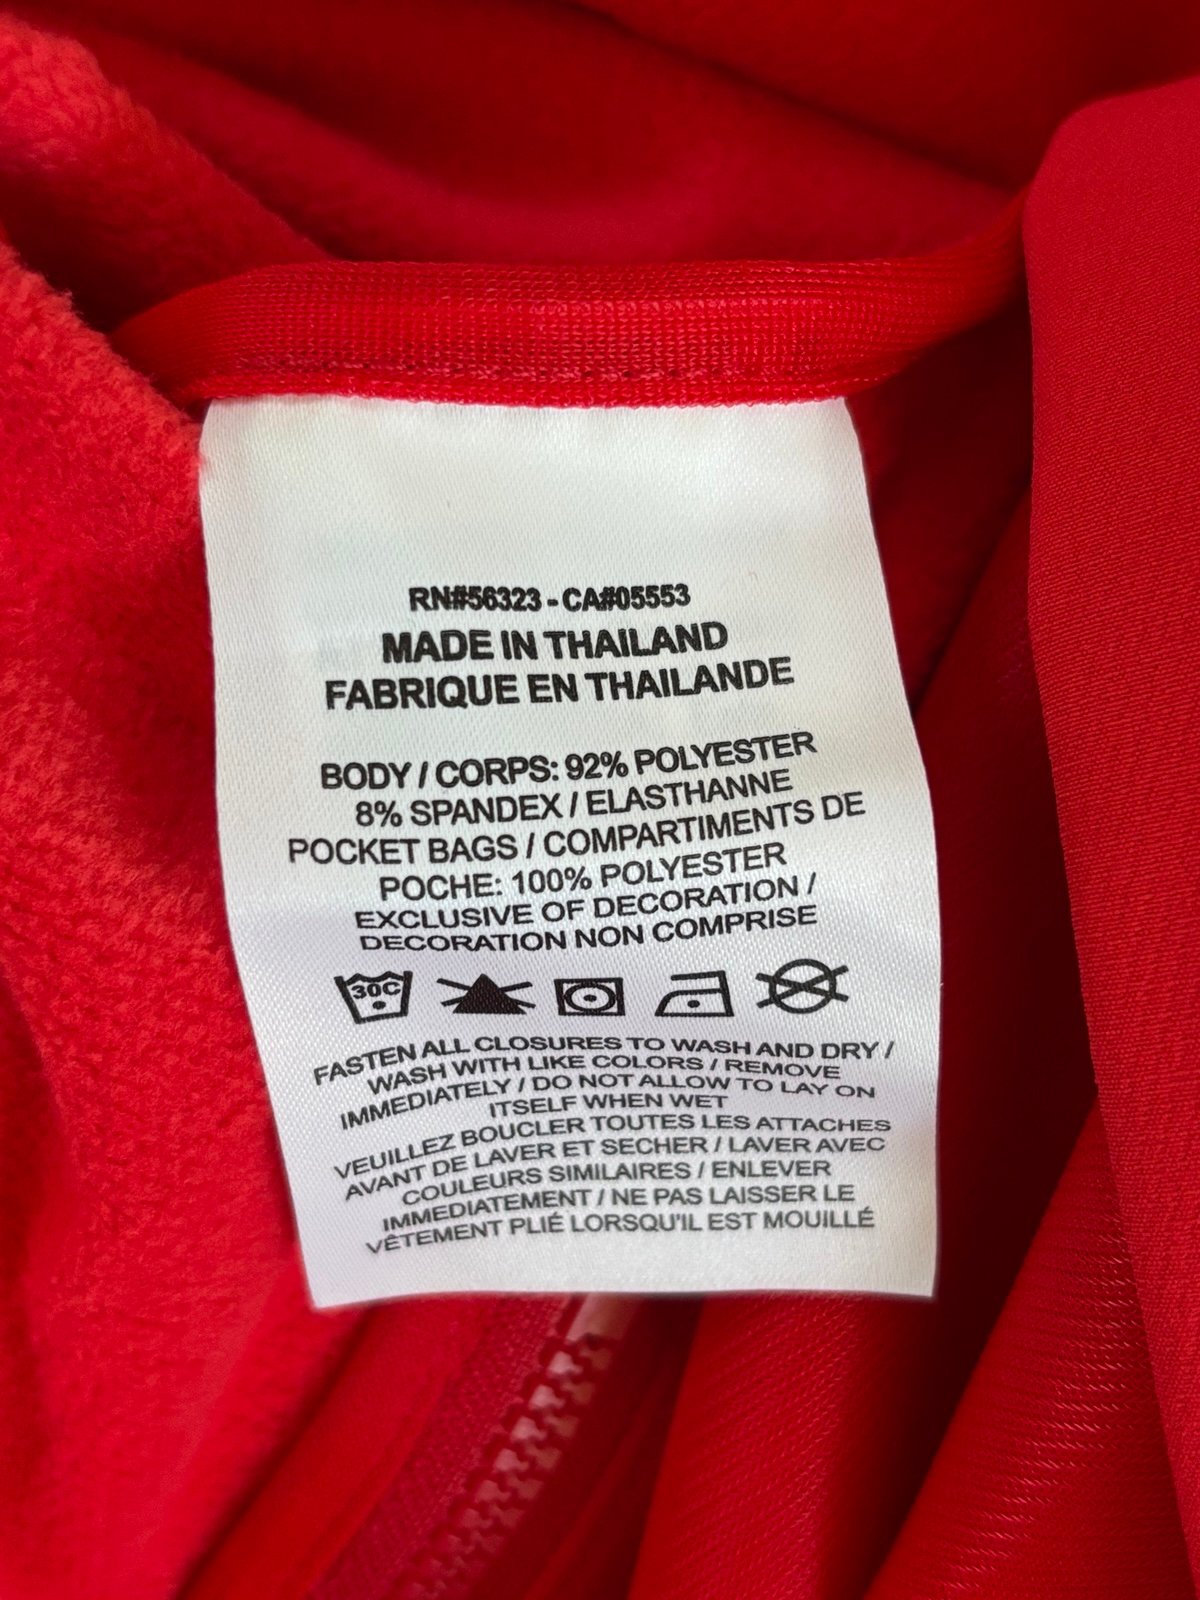 RN#56323 - CA#05553
MADE IN THAILAND
FABRIQUE EN THAILANDE
BODY / CORPS: 92% POLYESTER
8% SPANDEX / ELASTHANNE
POCKET BAGS / COMPARTIMENTS DE
POCHE: 100% POLYESTER
EXCLUSIVE OF DECORATION /
DECORATION NON COMPRISE
30C
FASTEN ALL CLOSURES TO WASH AND DRY /
WASH WITH LIKE COLORS / REMOVE
IMMEDIATELY / DO NOT ALLOW TO LAY ON
ITSELF WHEN WET
VEUILLEZ BOUCLER TOUTES LES ATTACHES
AVANT DE LAVER ET SECHER / LAVER AVEC
COULEURS SIMILAIRES / ENLEVER
IMMEDIATEMENT / NE PAS LAISSER LE
VÊTEMENT PLIÉ LORSQU'IL EST MOUILLÉ